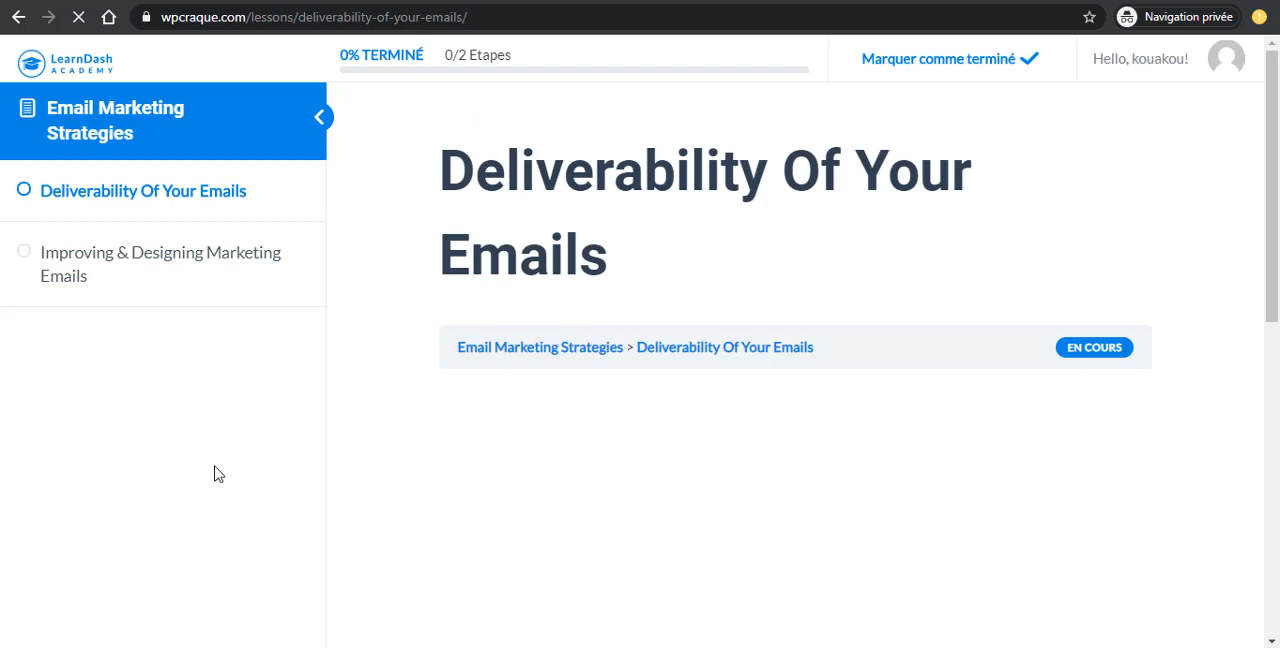 wpcraque.com/lessons/deliverability-of-your-emails/
Navigation privée
LearnDash
ACADEMY
0% TERMINÉ
0/2 Etapes
Marquer comme terminé
Hello, kouakou!
Email Marketing
Strategies
Deliverability Of Your Emails
Improving & Designing Marketing
Emails
Deliverability Of Your
Emails
Email Marketing Strategies > Deliverability Of Your Emails
EN COURS